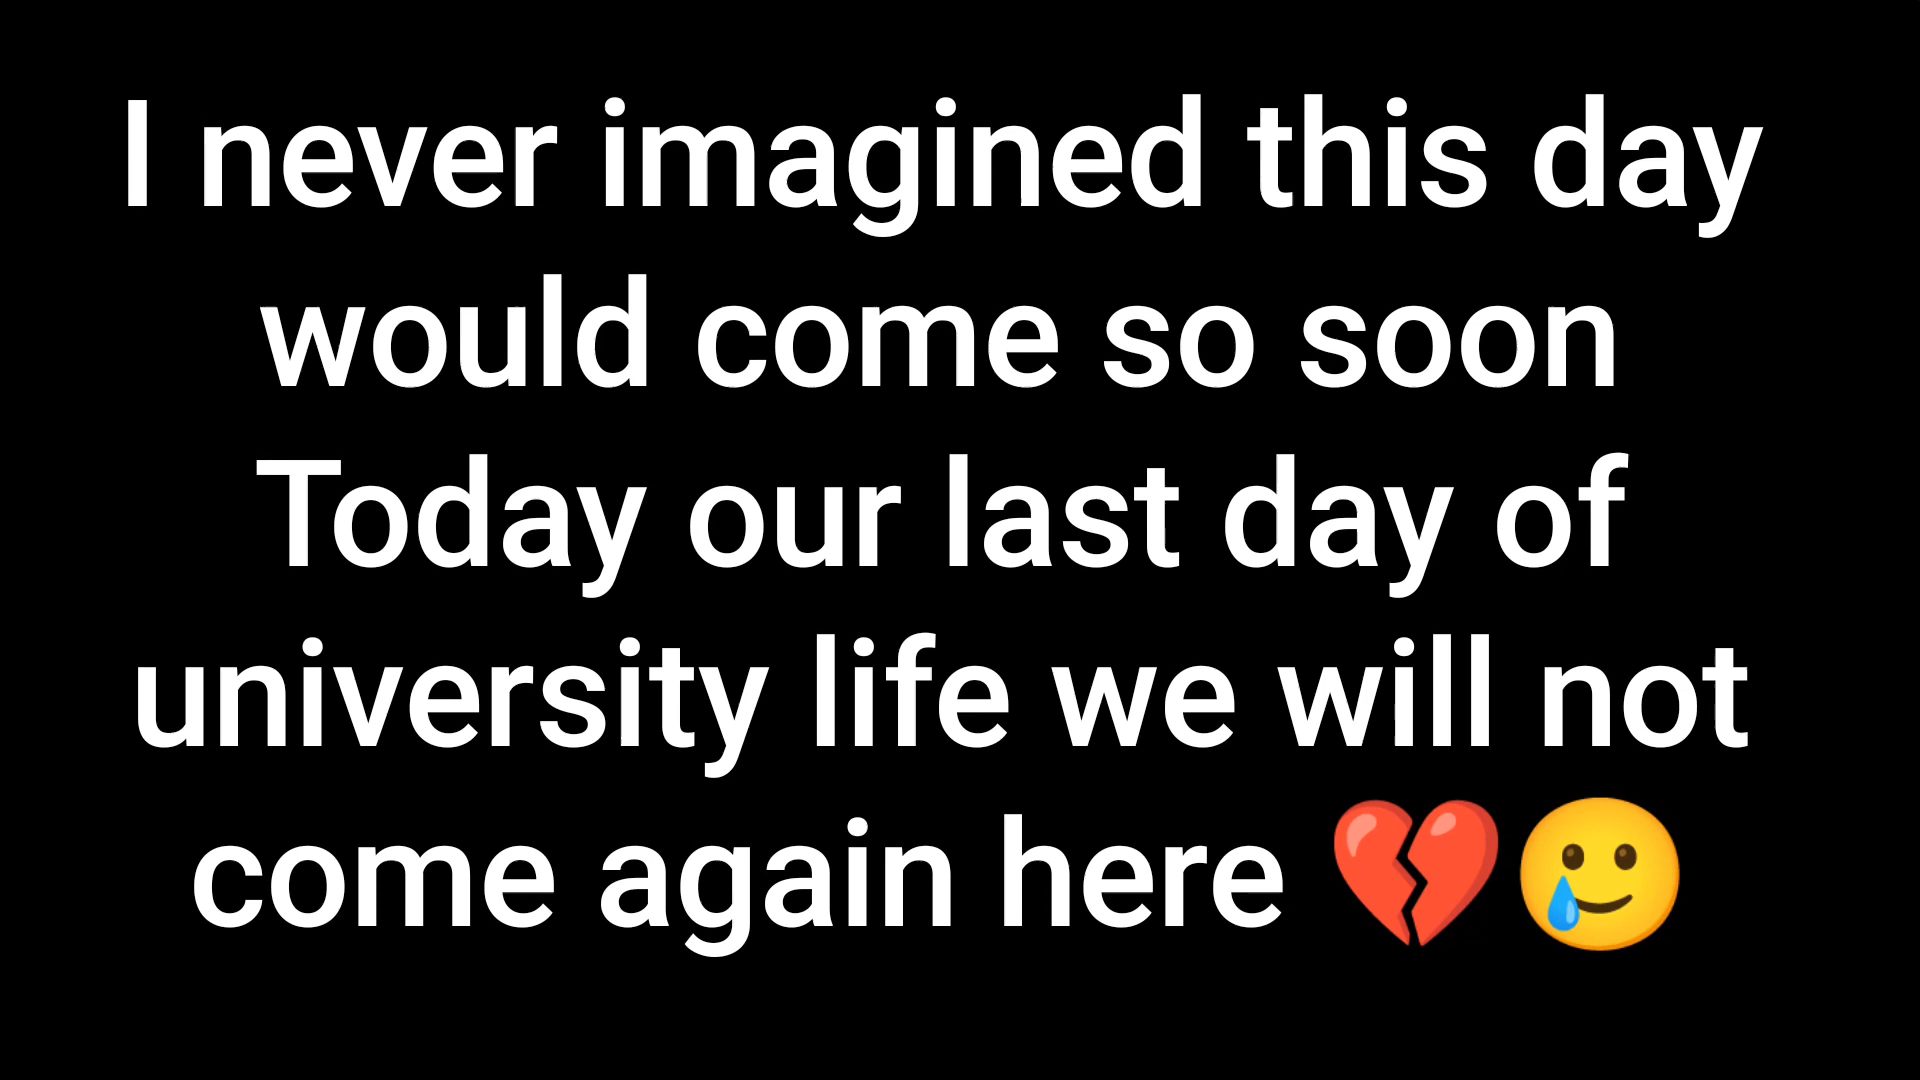 I never imagined this day
would come so soon
Today our last day of
university life we will not
come again here 💔🥲